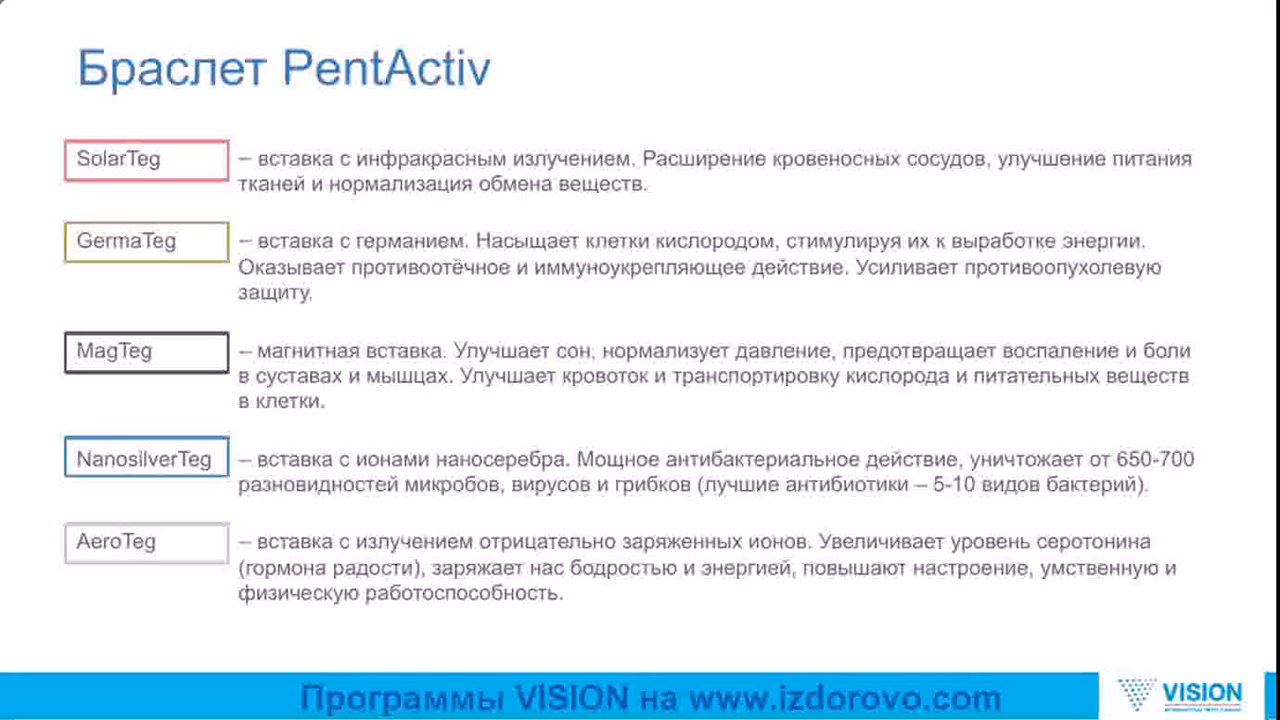 Браслет PentActiv
SolarTeg
– вставка с инфракрасным излучением. Расширение кровеносных сосудов, улучшение питания
тканей и нормализация обмена веществ.
GermaTeg
– вставка с германием. Насыщает клетки кислородом, стимулируя их к выработке энергии.
Оказывает противоотёчное и иммуноукрепляющее действие. Усиливает противоопухолевую
защиту.
MagTeg
– магнитная вставка. Улучшает сон, нормализует давление, предотвращает воспаление и боли
в суставах и мышцах. Улучшает кровоток и транспортировку кислорода и питательных веществ
в клетки.
NanosilverTeg
– вставка с ионами наносеребра. Мощное антибактериальное действие, уничтожает от 650-700
разновидностей микробов, вирусов и грибков (лучшие антибиотики – 5-10 видов бактерий).
AeroTeg
– вставка с излучением отрицательно заряженных ионов. Увеличивает уровень серотонина
(гормона радости), заряжает нас бодростью и энергией, повышают настроение, умственную и
физическую работоспособность.
Программы VISION на www.izdorovo.com
VISION